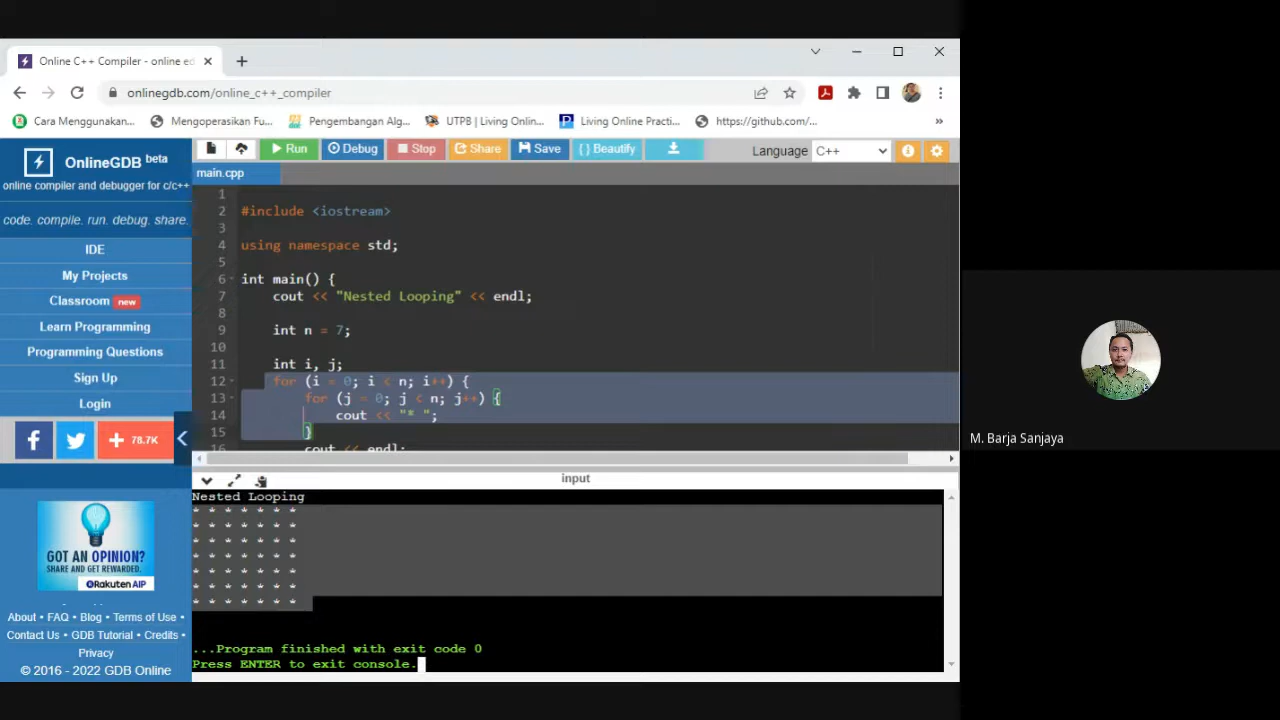 Online C++ Compiler - online ed
onlinegdb.com/online_c++_compiler
Cara Menggunakan...
Mengoperasikan Fu...
Pengembangan Alg...
UTPB | Living Onlin...
Living Online Practi...
https://github.com/...
»
OnlineGDB beta
online compiler and debugger for c/c++
code. compile. run. debug. share.
IDE
My Projects
Classroom new
Learn Programming
Programming Questions
Sign Up
Login
78.7K
GOT AN OPINION?
SHARE AND GET REWARDED.
Rakuten AIP
About • FAQ • Blog • Terms of Use •
Contact Us • GDB Tutorial • Credits •
Privacy
© 2016 - 2022 GDB Online
Run
Debug
Stop
Share
Save
{ } Beautify
Language C++
main.cpp
1
2 #include <iostream>
3
4 using namespace std;
5
6 int main() {
7 cout << "Nested Looping" << endl;
8
9 int n = 7;
10
11 int i, j;
12 for (i = 0; i < n; i++) {
13 for (j = 0; j < n; j++) {
14 cout << "* ";
15 }
16 cout << endl;
input
Nested Looping
* * * * * * *
* * * * * * *
* * * * * * *
* * * * * * *
* * * * * * *
* * * * * * *
* * * * * * *
...Program finished with exit code 0
Press ENTER to exit console.
M. Barja Sanjaya